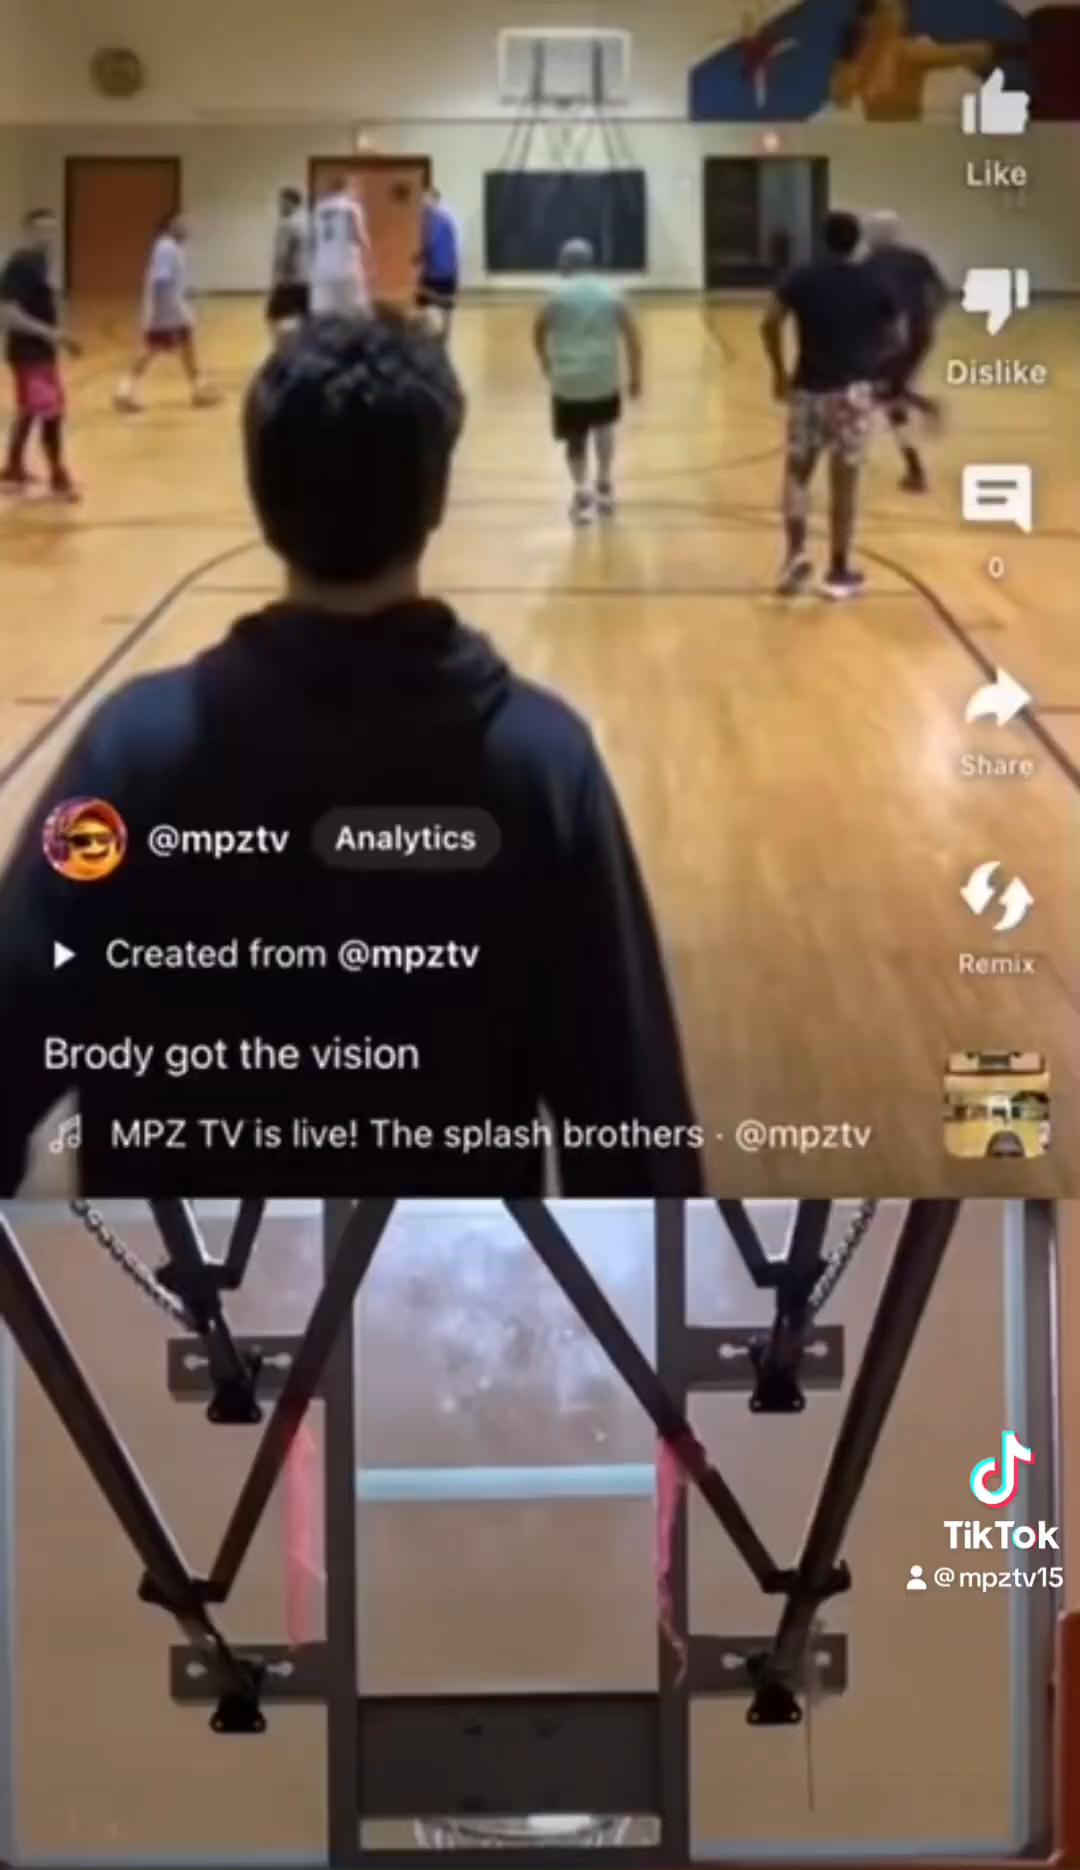 Like
Dislike
0
Share
@mpztv Analytics
Created from @mpztv
Remix
Brody got the vision
MPZ TV is live! The splash brothers · @mpztv
TikTok
@mpztv15